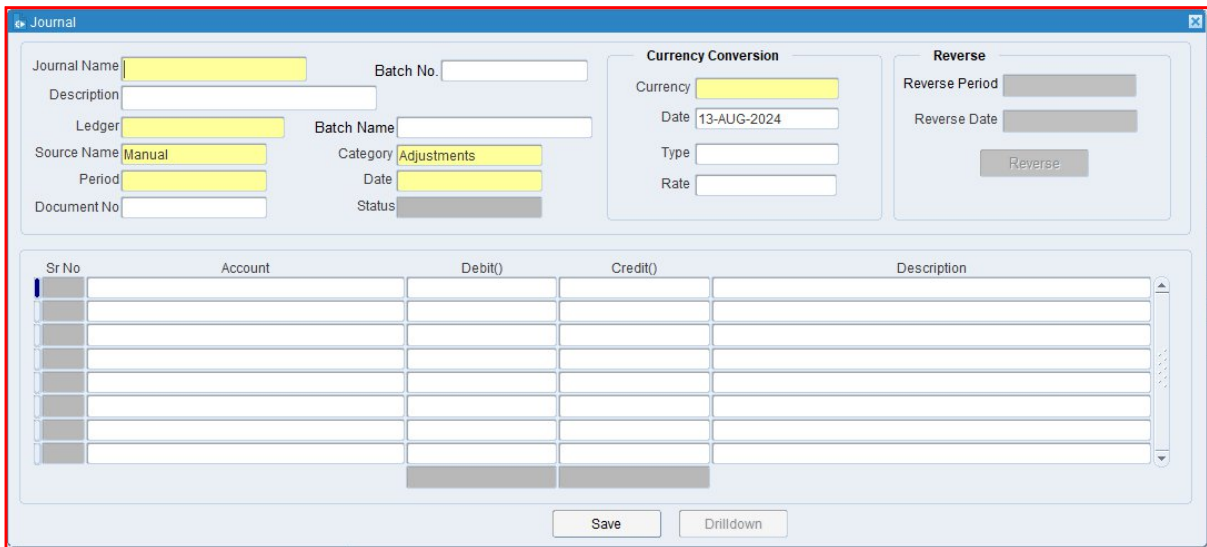 Journal
Journal Name
Batch No.
Description
Ledger
Batch Name
Source Name Manual
Category Adjustments
Period
Date
Document No
Status
Currency Conversion
Currency
Date 13-AUG-2024
Type
Rate
Reverse
Reverse Period
Reverse Date
Reverse
Sr No Account Debit() Credit() Description
Save Drilldown